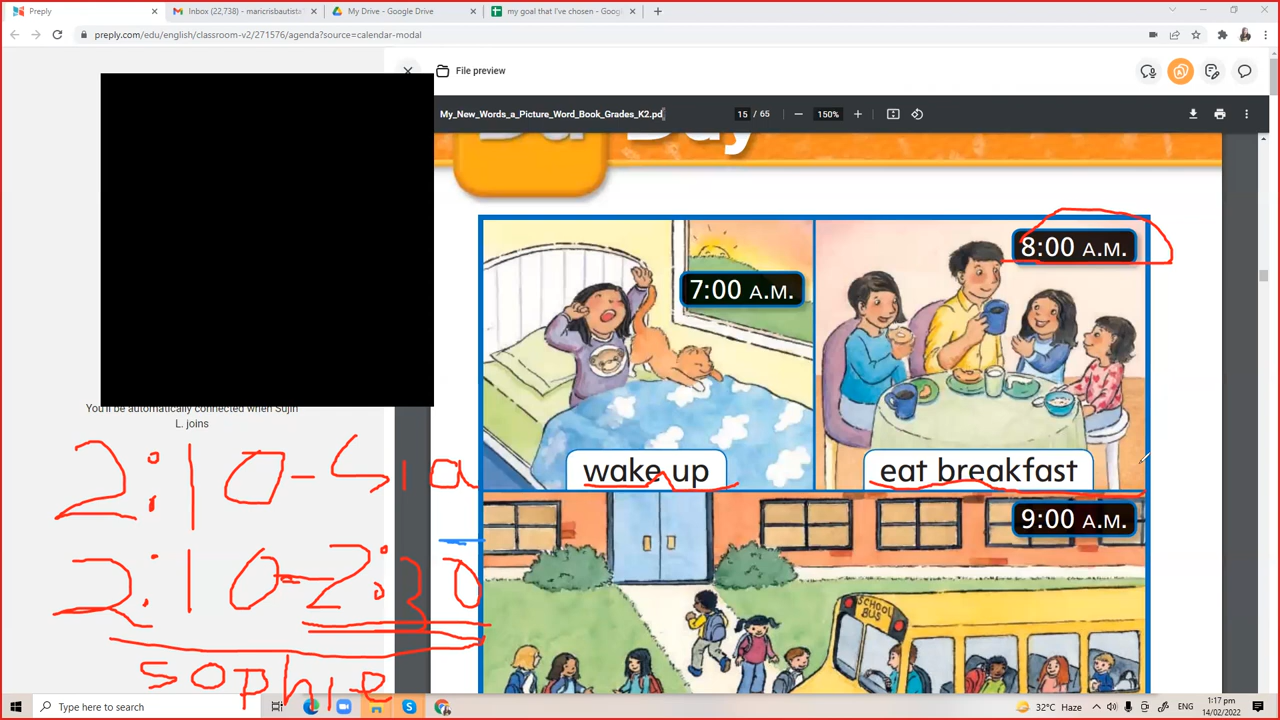 Preply
Inbox (22,738) - maricrisbautista
My Drive - Google Drive
my goal that I've chosen - Google
preply.com/edu/english/classroom-v2/271576/agenda?source=calendar-modal
File preview
My_New_Words_a_Picture_Word_Book_Grades_K2.pd
15 / 65
150%
Day
7:00 A.M.
8:00 A.M.
wake up
eat breakfast
9:00 A.M.
SCHOOL BUS
You'll be automatically connected when Sujin
L. joins
2:10-Sia
2:10-2:30
sophie
Type here to search
32°C Haze
ENG
1:17 pm
14/02/2022